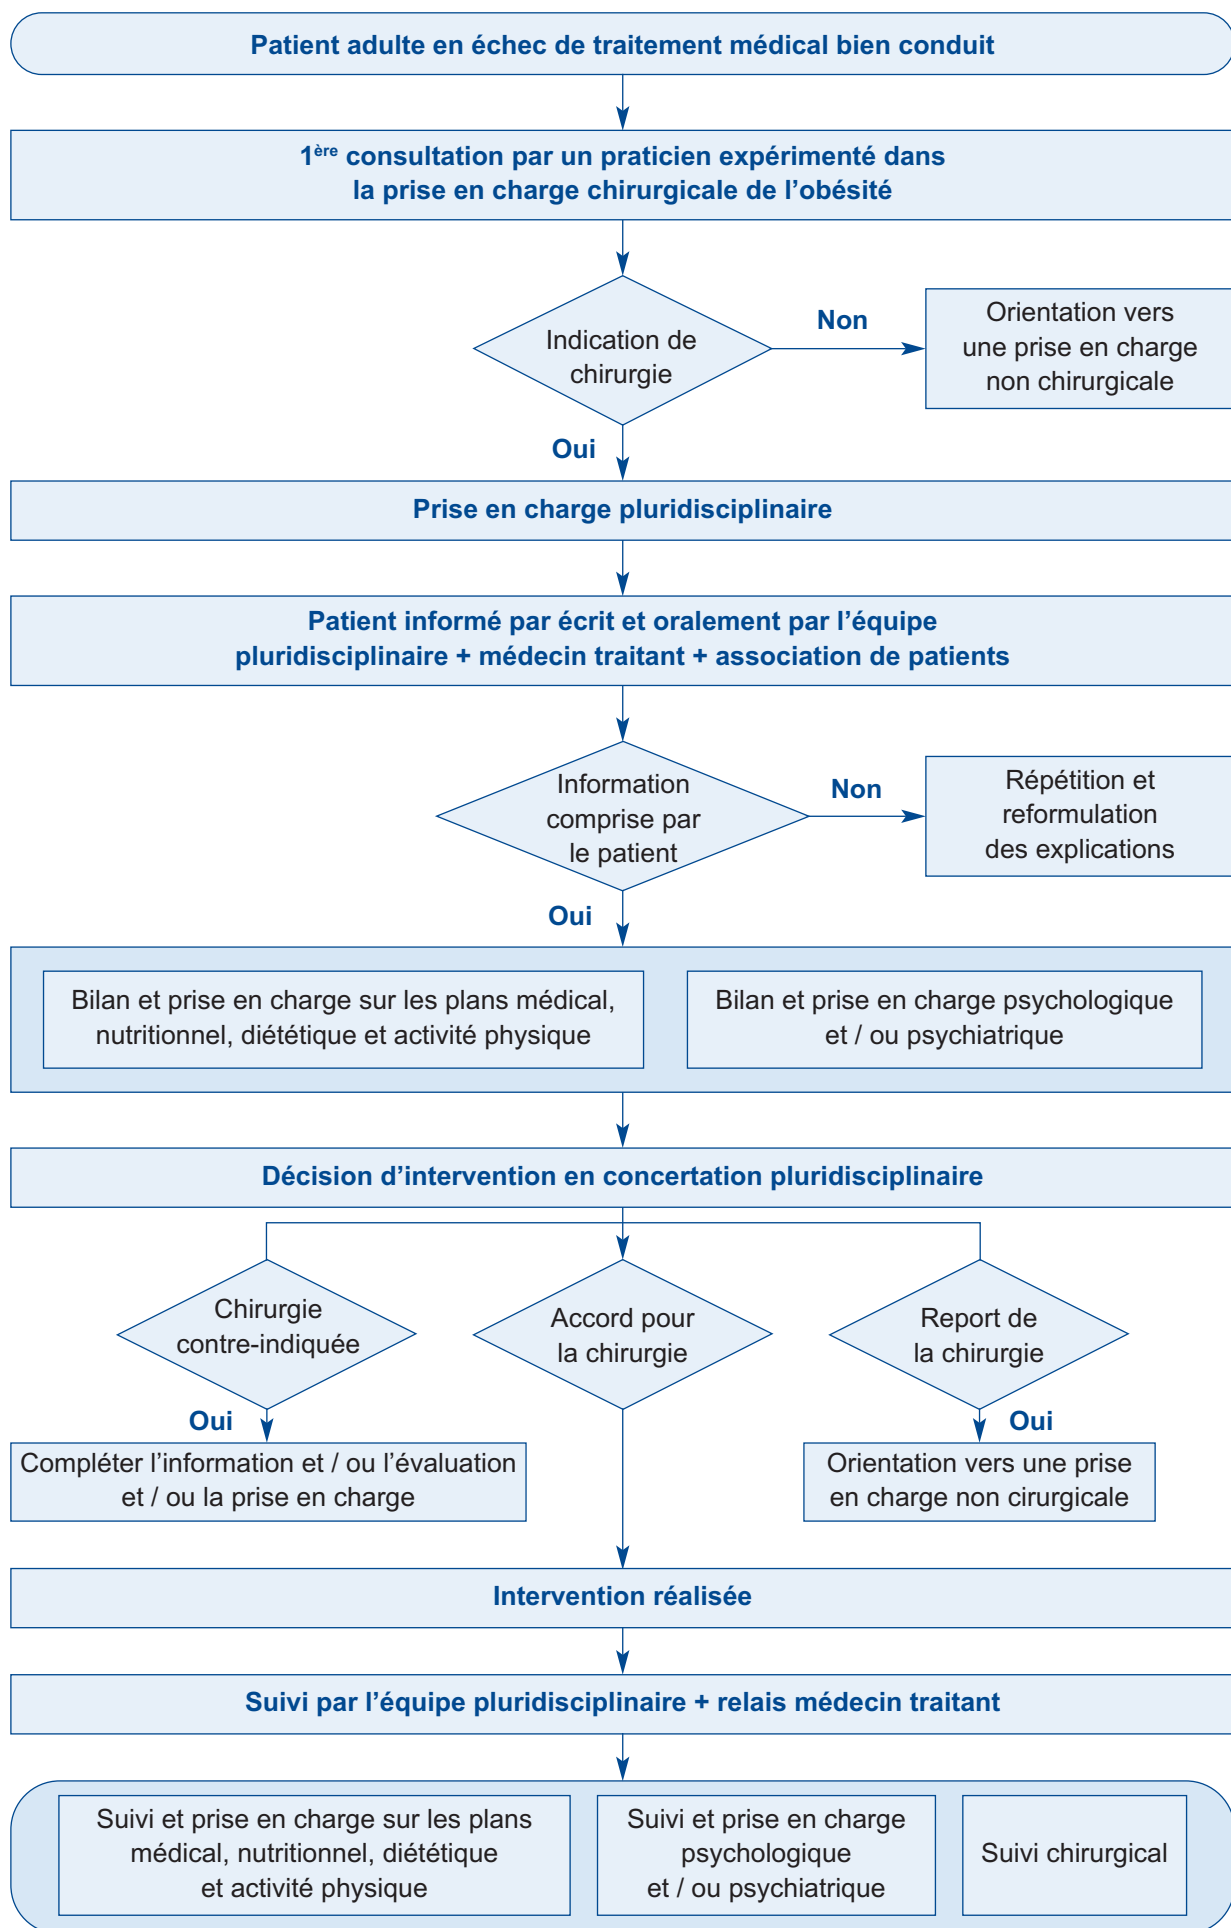 Patient adulte en échec de traitement médical bien conduit
1ère consultation par un praticien expérimenté dans
la prise en charge chirurgicale de l’obésité
Indication de
chirurgie
Non
Orientation vers
une prise en charge
non chirurgicale
Oui
Prise en charge pluridisciplinaire
Patient informé par écrit et oralement par l’équipe
pluridisciplinaire + médecin traitant + association de patients
Information
comprise par
le patient
Non
Répétition et
reformulation
des explications
Oui
Bilan et prise en charge sur les plans médical,
nutritionnel, diététique et activité physique
Bilan et prise en charge psychologique
et / ou psychiatrique
Décision d’intervention en concertation pluridisciplinaire
Chirurgie
contre-indiquée
Accord pour
la chirurgie
Report de
la chirurgie
Oui
Oui
Compléter l’information et / ou l’évaluation
et / ou la prise en charge
Orientation vers une prise
en charge non cirurgicale
Intervention réalisée
Suivi par l’équipe pluridisciplinaire + relais médecin traitant
Suivi et prise en charge sur les plans
médical, nutritionnel, diététique
et activité physique
Suivi et prise en charge
psychologique
et / ou psychiatrique
Suivi chirurgical